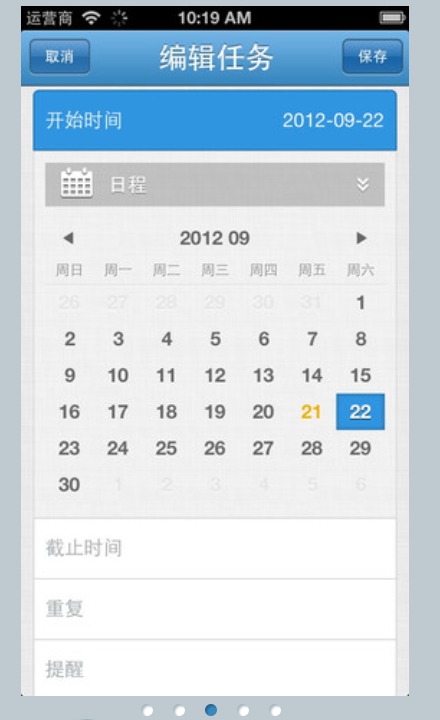 运营商 10:19 AM
取消 编辑任务 保存
开始时间 2012-09-22
日程
2012 09
周日 周一 周二 周三 周四 周五 周六
26 27 28 29 30 31 1
2 3 4 5 6 7 8
9 10 11 12 13 14 15
16 17 18 19 20 21 22
23 24 25 26 27 28 29
30 1 2 3 4 5 6
截止时间
重复
提醒